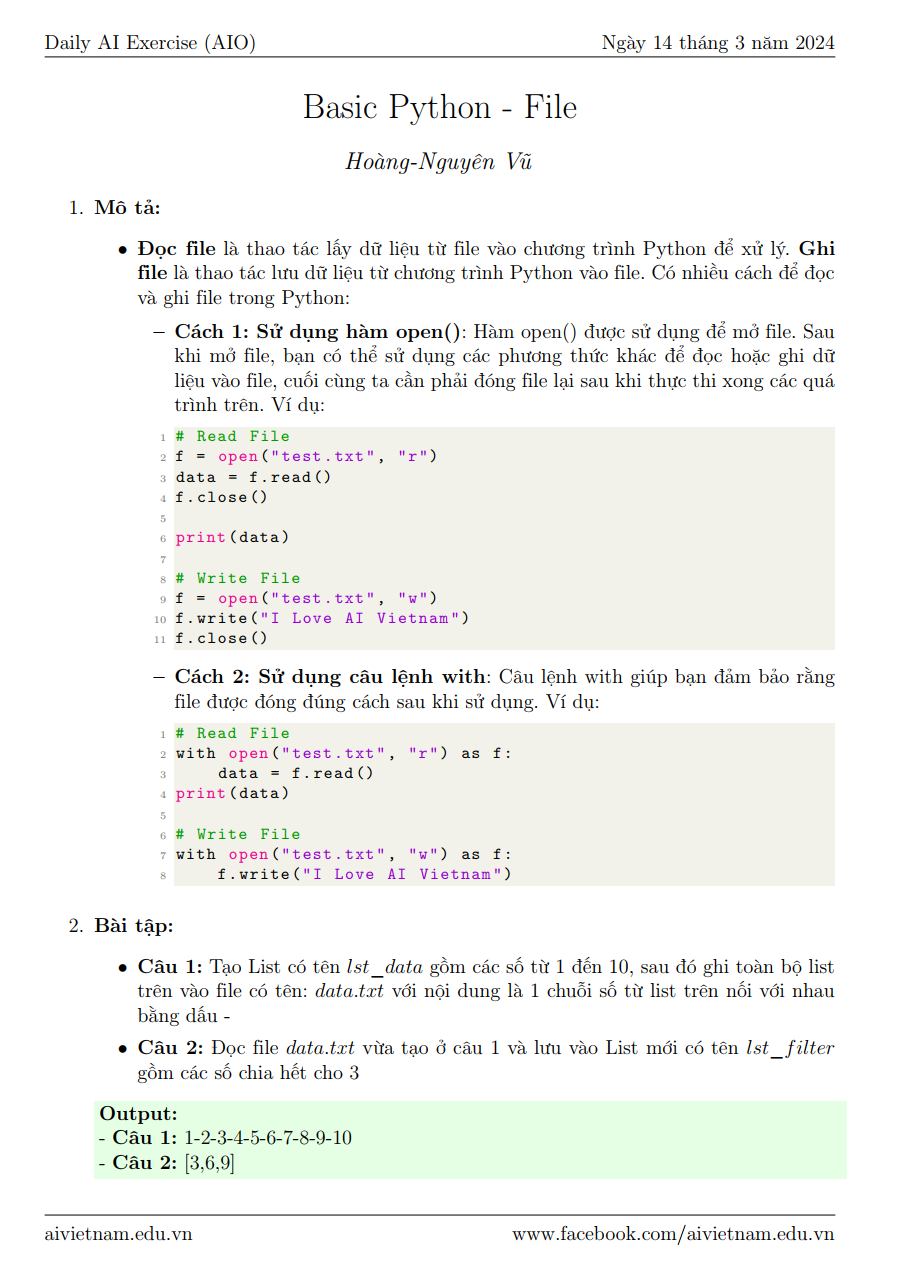 Daily AI Exercise (AIO) Ngày 14 tháng 3 năm 2024
Basic Python - File
Hoàng-Nguyên Vũ
1. Mô tả:
• Đọc file là thao tác lấy dữ liệu từ file vào chương trình Python để xử lý. Ghi
file là thao tác lưu dữ liệu từ chương trình Python vào file. Có nhiều cách để đọc
và ghi file trong Python:
– Cách 1: Sử dụng hàm open(): Hàm open() được sử dụng để mở file. Sau
khi mở file, bạn có thể sử dụng các phương thức khác để đọc hoặc ghi dữ
liệu vào file, cuối cùng ta cần phải đóng file lại sau khi thực thi xong các quá
trình trên. Ví dụ:
1 # Read File
2 f = open("test.txt", "r")
3 data = f.read()
4 f.close()
5
6 print(data)
7
8 # Write File
9 f = open("test.txt", "w")
10 f.write("I Love AI Vietnam")
11 f.close()
– Cách 2: Sử dụng câu lệnh with: Câu lệnh with giúp bạn đảm bảo rằng
file được đóng đúng cách sau khi sử dụng. Ví dụ:
1 # Read File
2 with open("test.txt", "r") as f:
3     data = f.read()
4 print(data)
5
6 # Write File
7 with open("test.txt", "w") as f:
8     f.write("I Love AI Vietnam")
2. Bài tập:
• Câu 1: Tạo List có tên lst_data gồm các số từ 1 đến 10, sau đó ghi toàn bộ list
trên vào file có tên: data.txt với nội dung là 1 chuỗi số từ list trên nối với nhau
bằng dấu -
• Câu 2: Đọc file data.txt vừa tạo ở câu 1 và lưu vào List mới có tên lst_filter
gồm các số chia hết cho 3
Output:
- Câu 1: 1-2-3-4-5-6-7-8-9-10
- Câu 2: [3,6,9]
aivietnam.edu.vn www.facebook.com/aivietnam.edu.vn